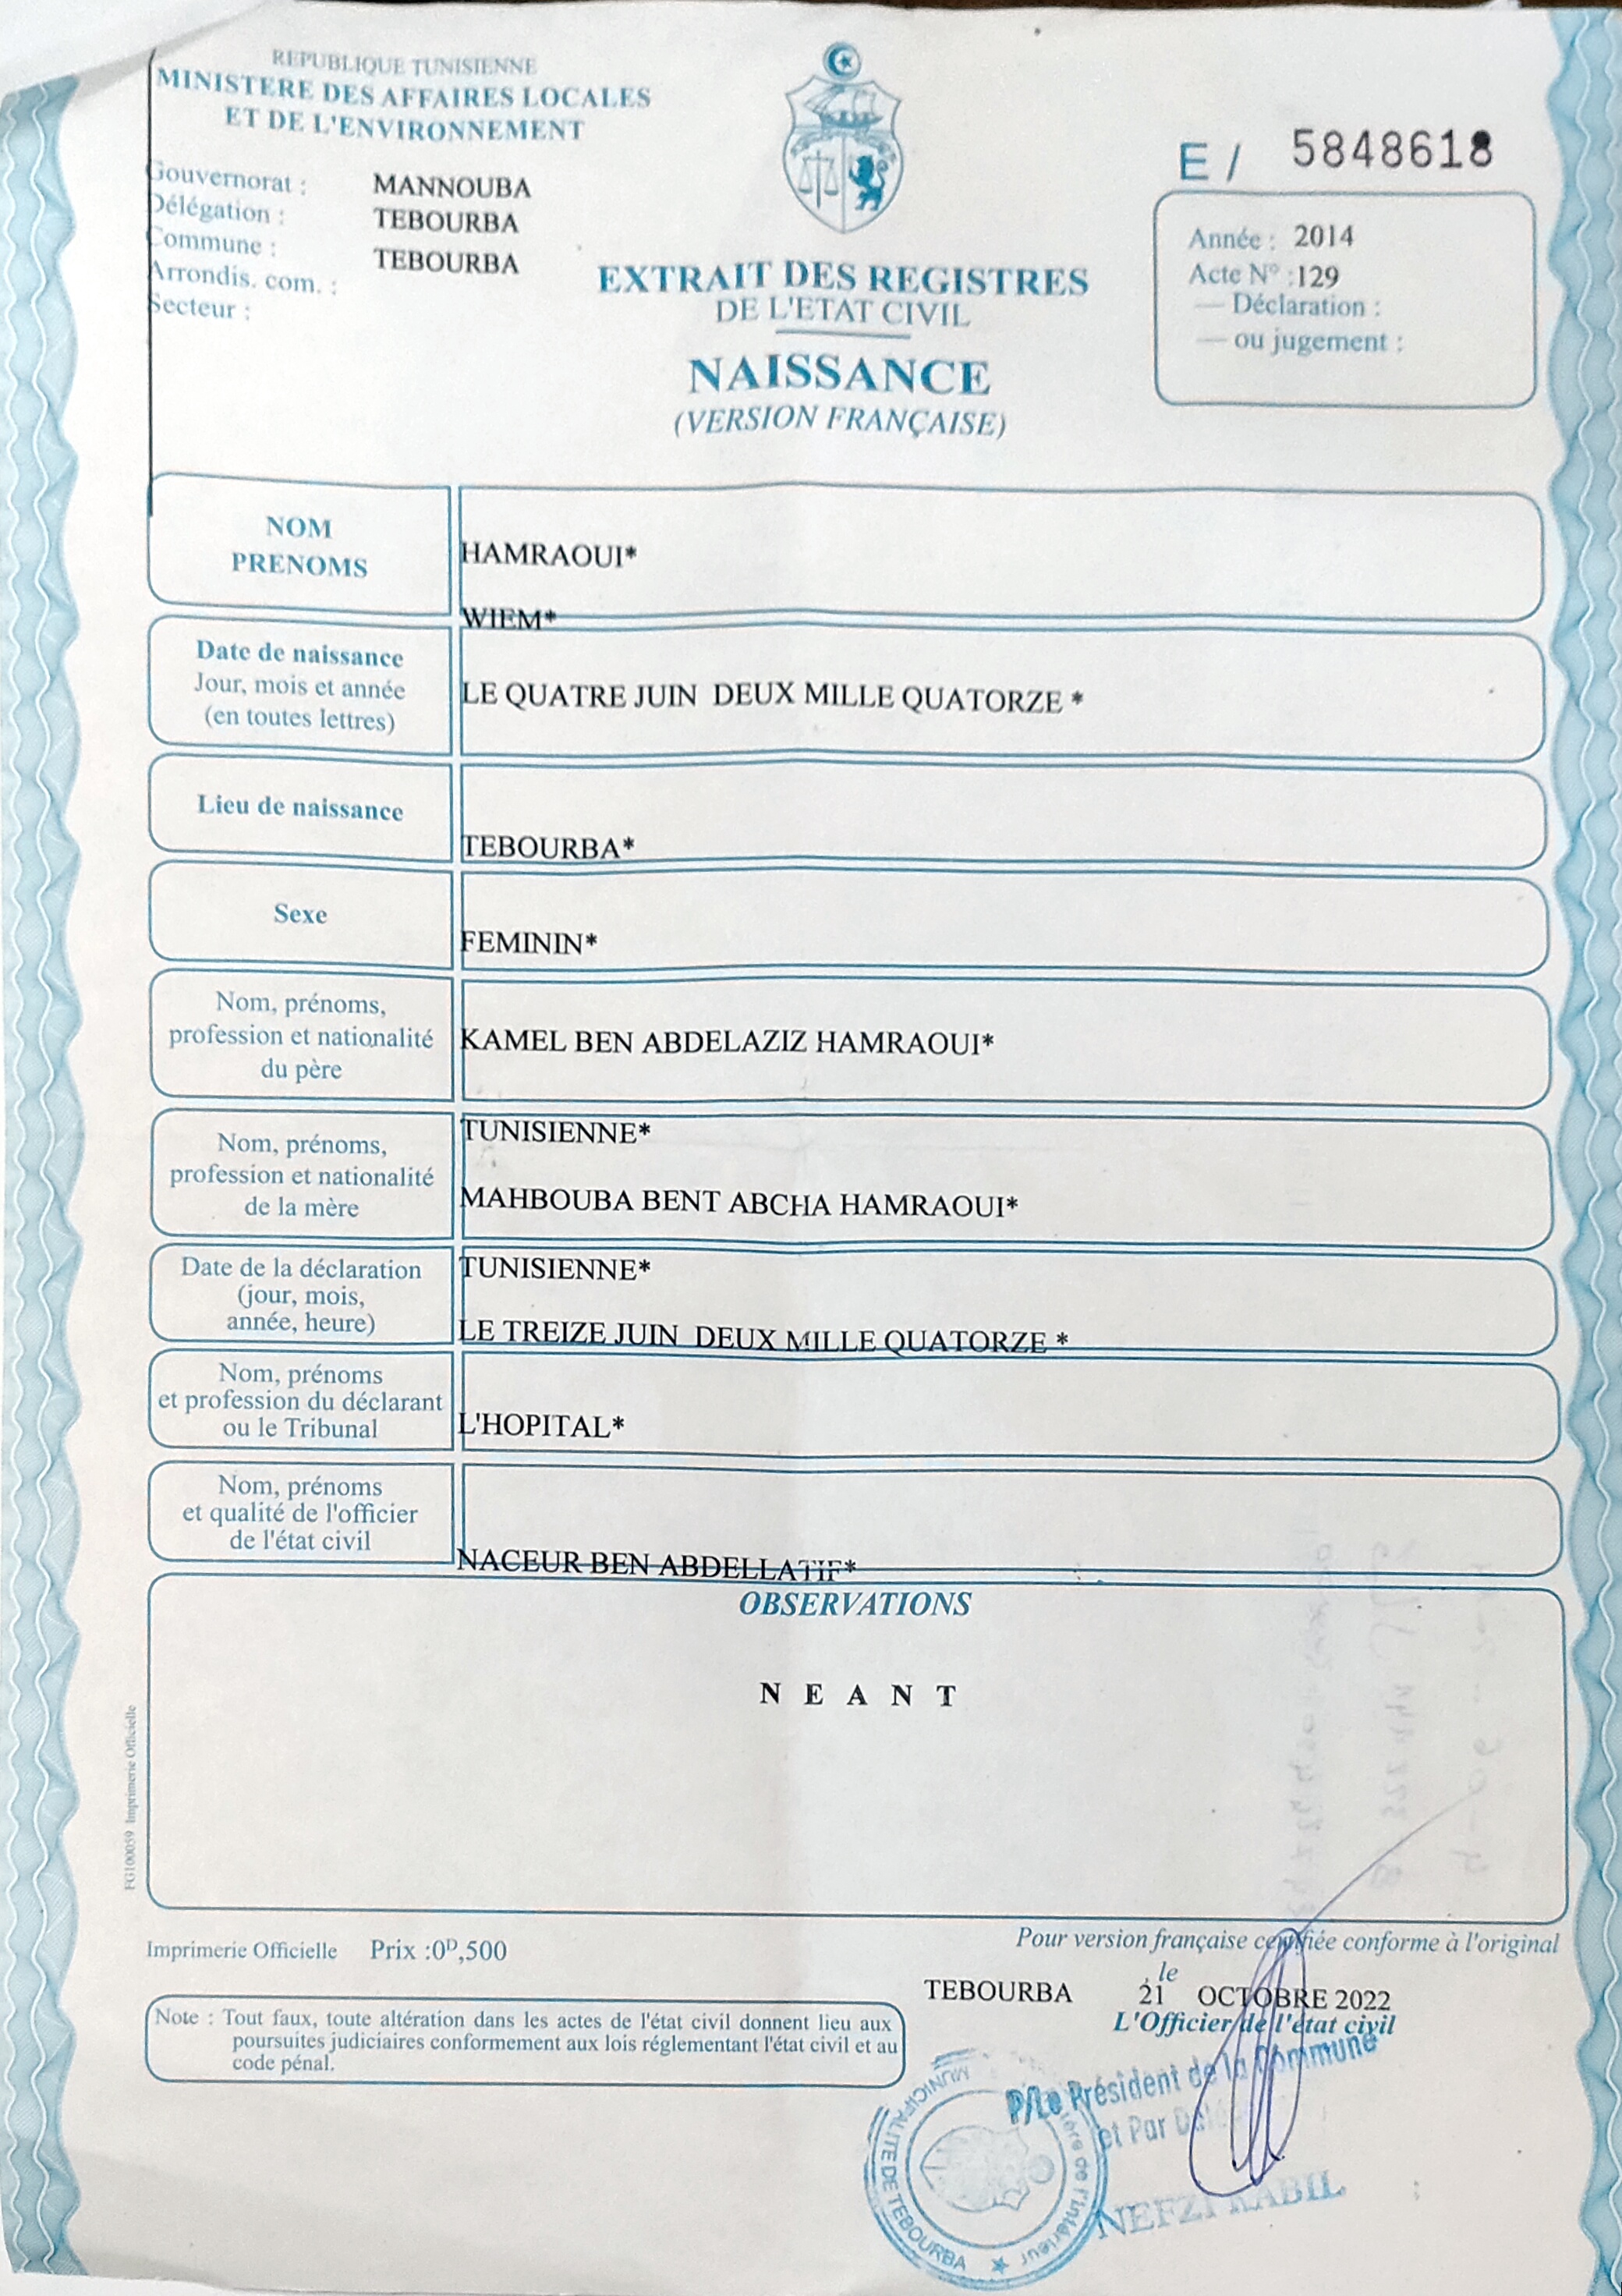 REPUBLIQUE TUNISIENNE
MINISTERE DES AFFAIRES LOCALES
ET DE L'ENVIRONNEMENT
Gouvernorat : MANNOUBA
Délégation : TEBOURBA
Commune : TEBOURBA
Arrondis. com. :
Secteur :
E / 5848618
Année : 2014
Acte N° :129
— Déclaration :
— ou jugement :
EXTRAIT DES REGISTRES
DE L'ETAT CIVIL
NAISSANCE
(VERSION FRANÇAISE)
NOM
PRENOMS
HAMRAOUI*
WIEM*
Date de naissance
Jour, mois et année
(en toutes lettres)
LE QUATRE JUIN DEUX MILLE QUATORZE *
Lieu de naissance
TEBOURBA*
Sexe
FEMININ*
Nom, prénoms,
profession et nationalité
du père
KAMEL BEN ABDELAZIZ HAMRAOUI*
TUNISIENNE*
Nom, prénoms,
profession et nationalité
de la mère
MAHBOUBA BENT ABCHA HAMRAOUI*
TUNISIENNE*
Date de la déclaration
(jour, mois,
année, heure)
LE TREIZE JUIN DEUX MILLE QUATORZE *
Nom, prénoms
et profession du déclarant
ou le Tribunal
L'HOPITAL*
Nom, prénoms
et qualité de l'officier
de l'état civil
NACEUR BEN ABDELLATIF*
OBSERVATIONS
N E A N T
FG100059 Imprimerie Officielle
Imprimerie Officielle Prix :0D,500
Pour version française certifiée conforme à l'original
TEBOURBA , le 21 OCTOBRE 2022
L'Officier de l'état civil
Note : Tout faux, toute altération dans les actes de l'état civil donnent lieu aux
poursuites judiciaires conformement aux lois réglementant l'état civil et au
code pénal.
P/Le Président de la Commune
et Par
NEFZI KABIL
MUNICIPALITE DE TEBOURBA
de l'Intérieur